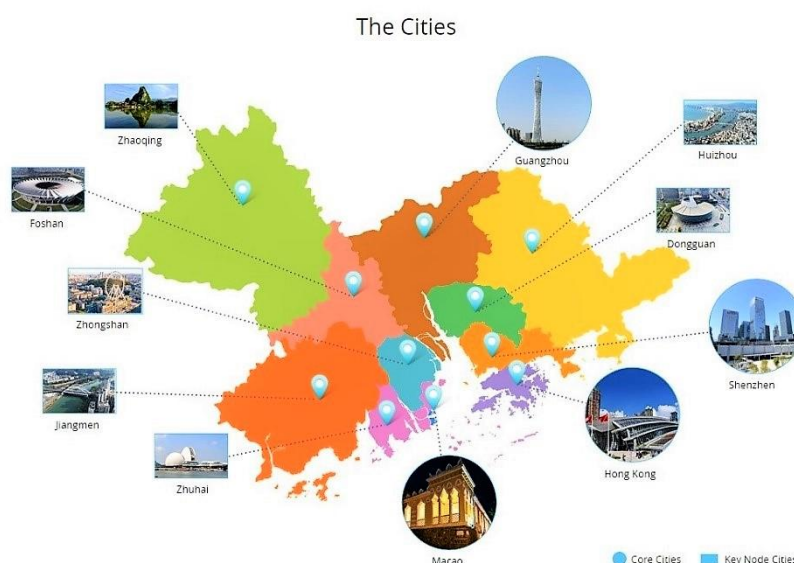 The Cities
Zhaoqing
Guangzhou
Huizhou
Foshan
Dongguan
Zhongshan
Shenzhen
Jiangmen
Hong Kong
Zhuhai
Macao
Core Cities
Key Node Cities